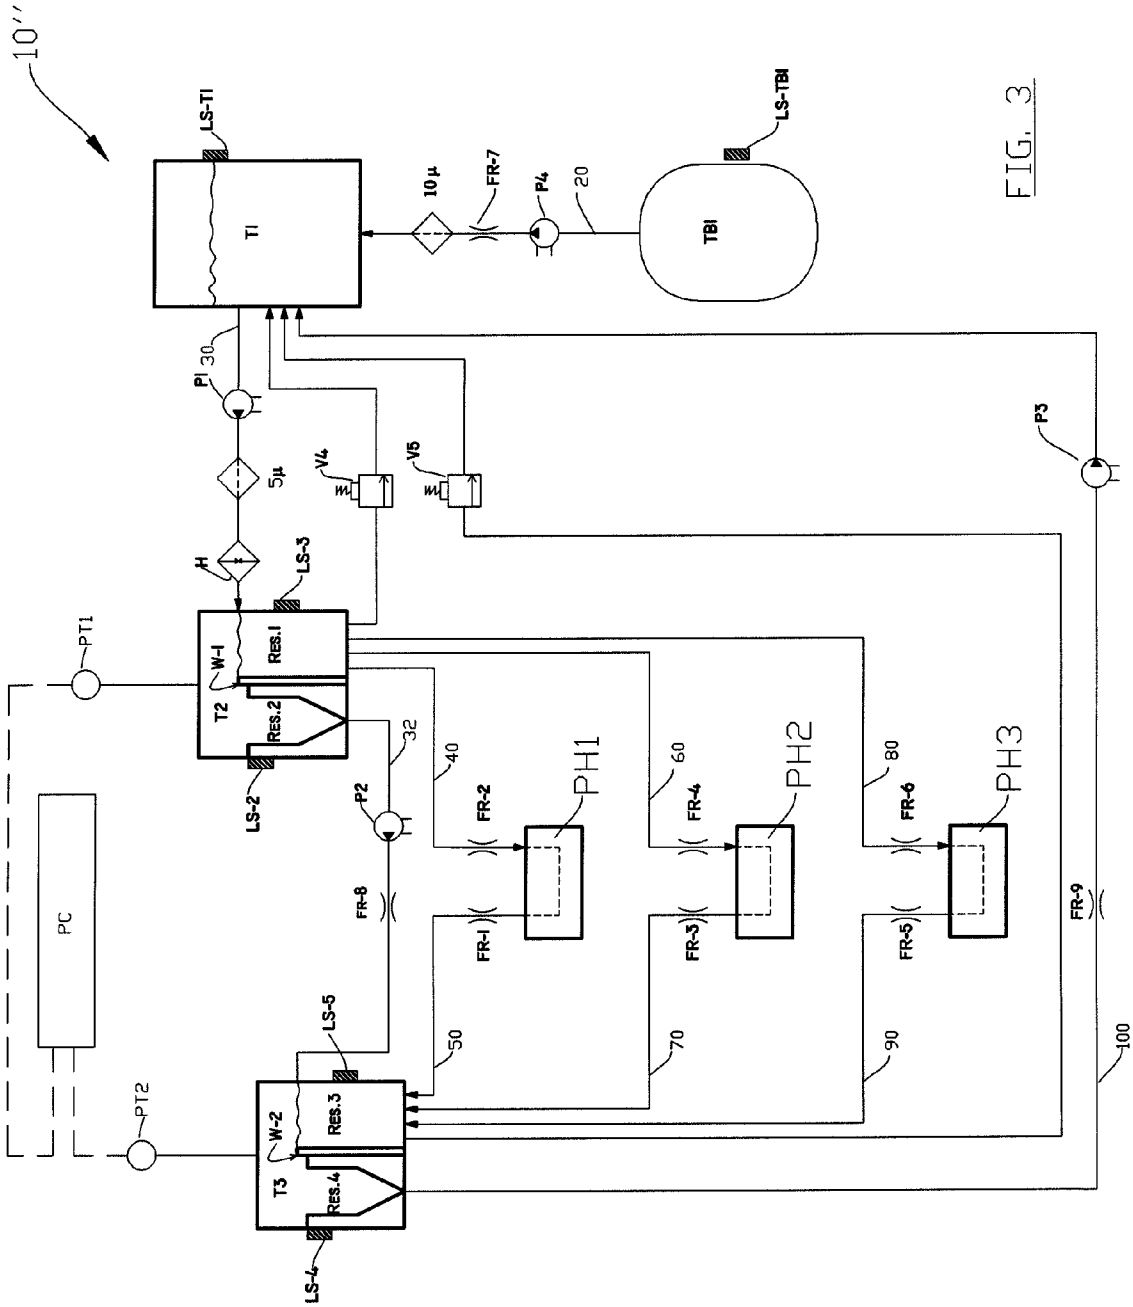 10''
LS-T1
T1
10μ
FR-7
P4
20
TB1
LS-TB1
FIG. 3
30
P1
5μ
H
V4
V5
P3
LS-3
PT1
W-1
RES.1
T2
RES.2
LS-2
32
P2
40
60
80
FR-2
FR-4
FR-6
PH1
PH2
PH3
PC
FR-8
FR-1
FR-3
FR-5
FR-9
LS-5
50
70
90
100
PT2
W-2
RES.3
T3
RES.4
LS-4